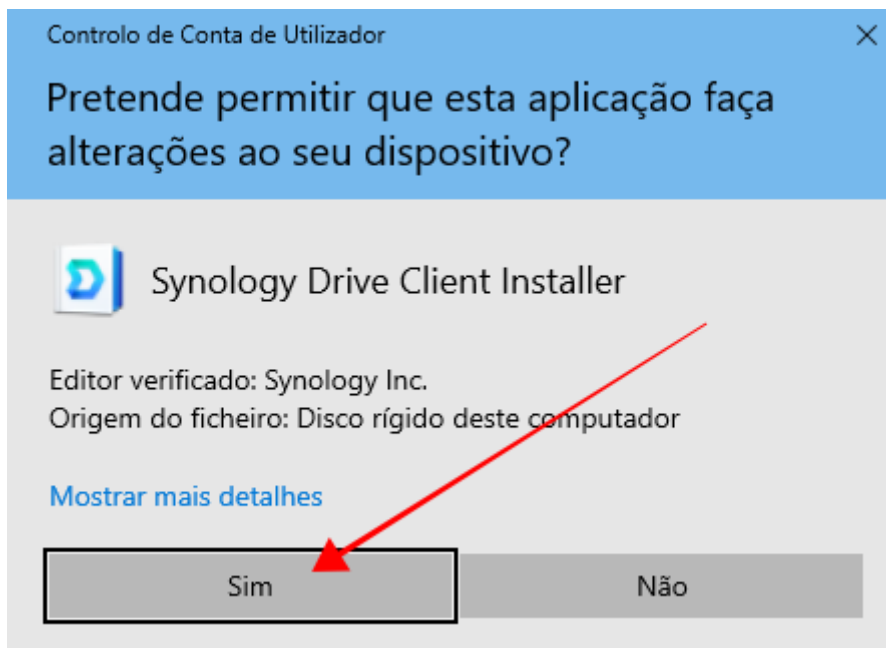 Controlo de Conta de Utilizador
Pretende permitir que esta aplicação faça
alterações ao seu dispositivo?
Synology Drive Client Installer
Editor verificado: Synology Inc.
Origem do ficheiro: Disco rígido deste computador
Mostrar mais detalhes
Sim
Não